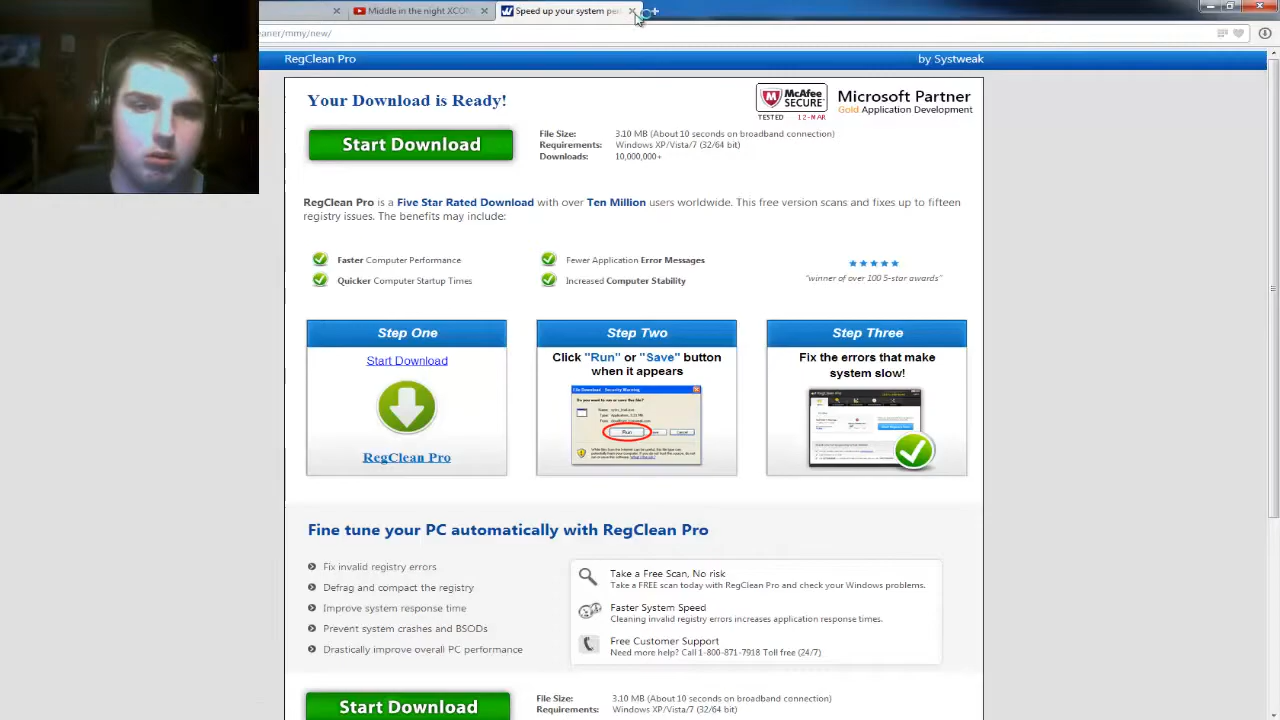 Middle in the night XCOM
Speed up your system per
eaner/mmy/new/
RegClean Pro
by Systweak
Your Download is Ready!
McAfee SECURE
TESTED 12-MAR
Microsoft Partner
Gold Application Development
Start Download
File Size: 3.10 MB (About 10 seconds on broadband connection)
Requirements: Windows XP/Vista/7 (32/64 bit)
Downloads: 10,000,000+
RegClean Pro is a Five Star Rated Download with over Ten Million users worldwide. This free version scans and fixes up to fifteen
registry issues. The benefits may include:
Faster Computer Performance
Fewer Application Error Messages
Quicker Computer Startup Times
Increased Computer Stability
"winner of over 100 5-star awards"
Step One
Start Download
RegClean Pro
Step Two
Click "Run" or "Save" button
when it appears
Run
Step Three
Fix the errors that make
system slow!
Fine tune your PC automatically with RegClean Pro
Fix invalid registry errors
Defrag and compact the registry
Improve system response time
Prevent system crashes and BSODs
Drastically improve overall PC performance
Take a Free Scan, No risk
Take a FREE scan today with RegClean Pro and check your Windows problems.
Faster System Speed
Cleaning invalid registry errors increases application response times.
Free Customer Support
Need more help? Call 1-800-871-7918 Toll free (24/7)
Start Download
File Size: 3.10 MB (About 10 seconds on broadband connection)
Requirements: Windows XP/Vista/7 (32/64 bit)